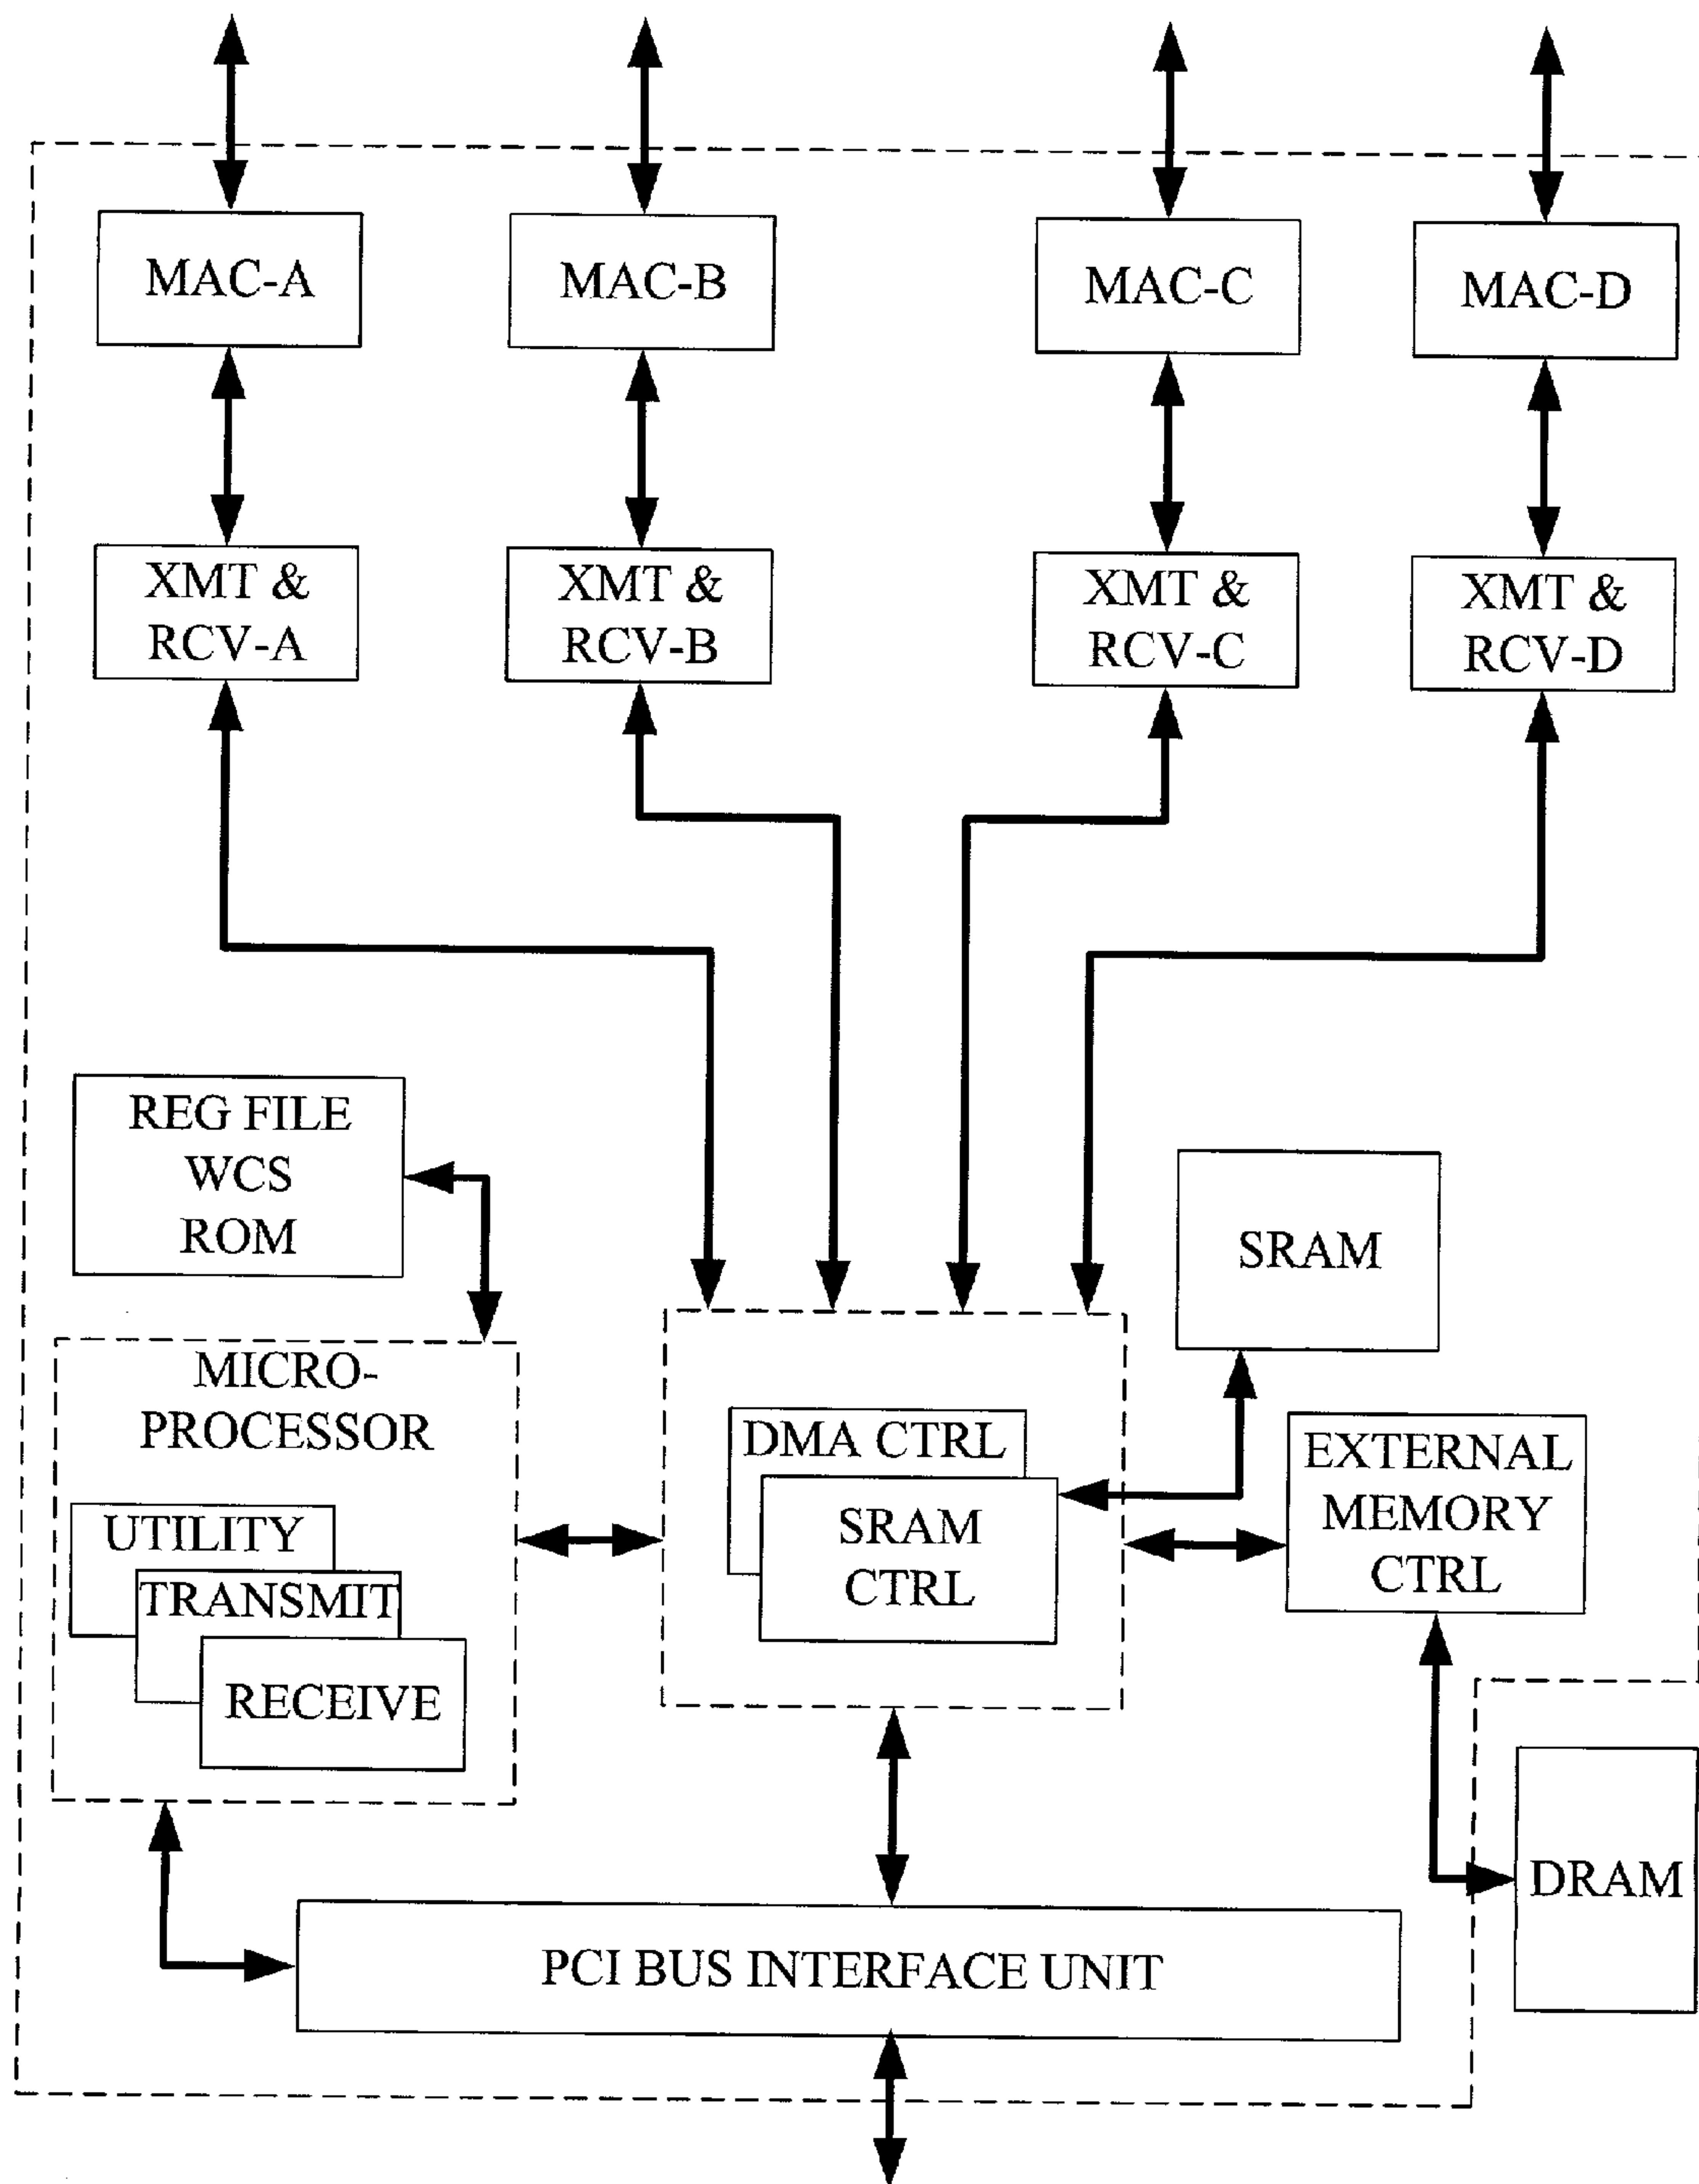 MAC-A
MAC-B
MAC-C
MAC-D
XMT &
RCV-A
XMT &
RCV-B
XMT &
RCV-C
XMT &
RCV-D
REG FILE
WCS
ROM
SRAM
MICRO-
PROCESSOR
UTILITY
TRANSMIT
RECEIVE
DMA CTRL
SRAM
CTRL
EXTERNAL
MEMORY
CTRL
DRAM
PCI BUS INTERFACE UNIT